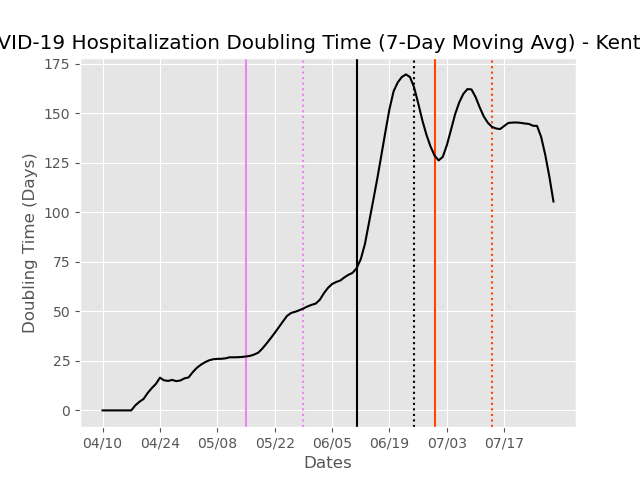 VID-19 Hospitalization Doubling Time (7-Day Moving Avg) - Kent
175
150
125
100
75
50
25
0
Doubling Time (Days)
04/10 04/24 05/08 05/22 06/05 06/19 07/03 07/17
Dates